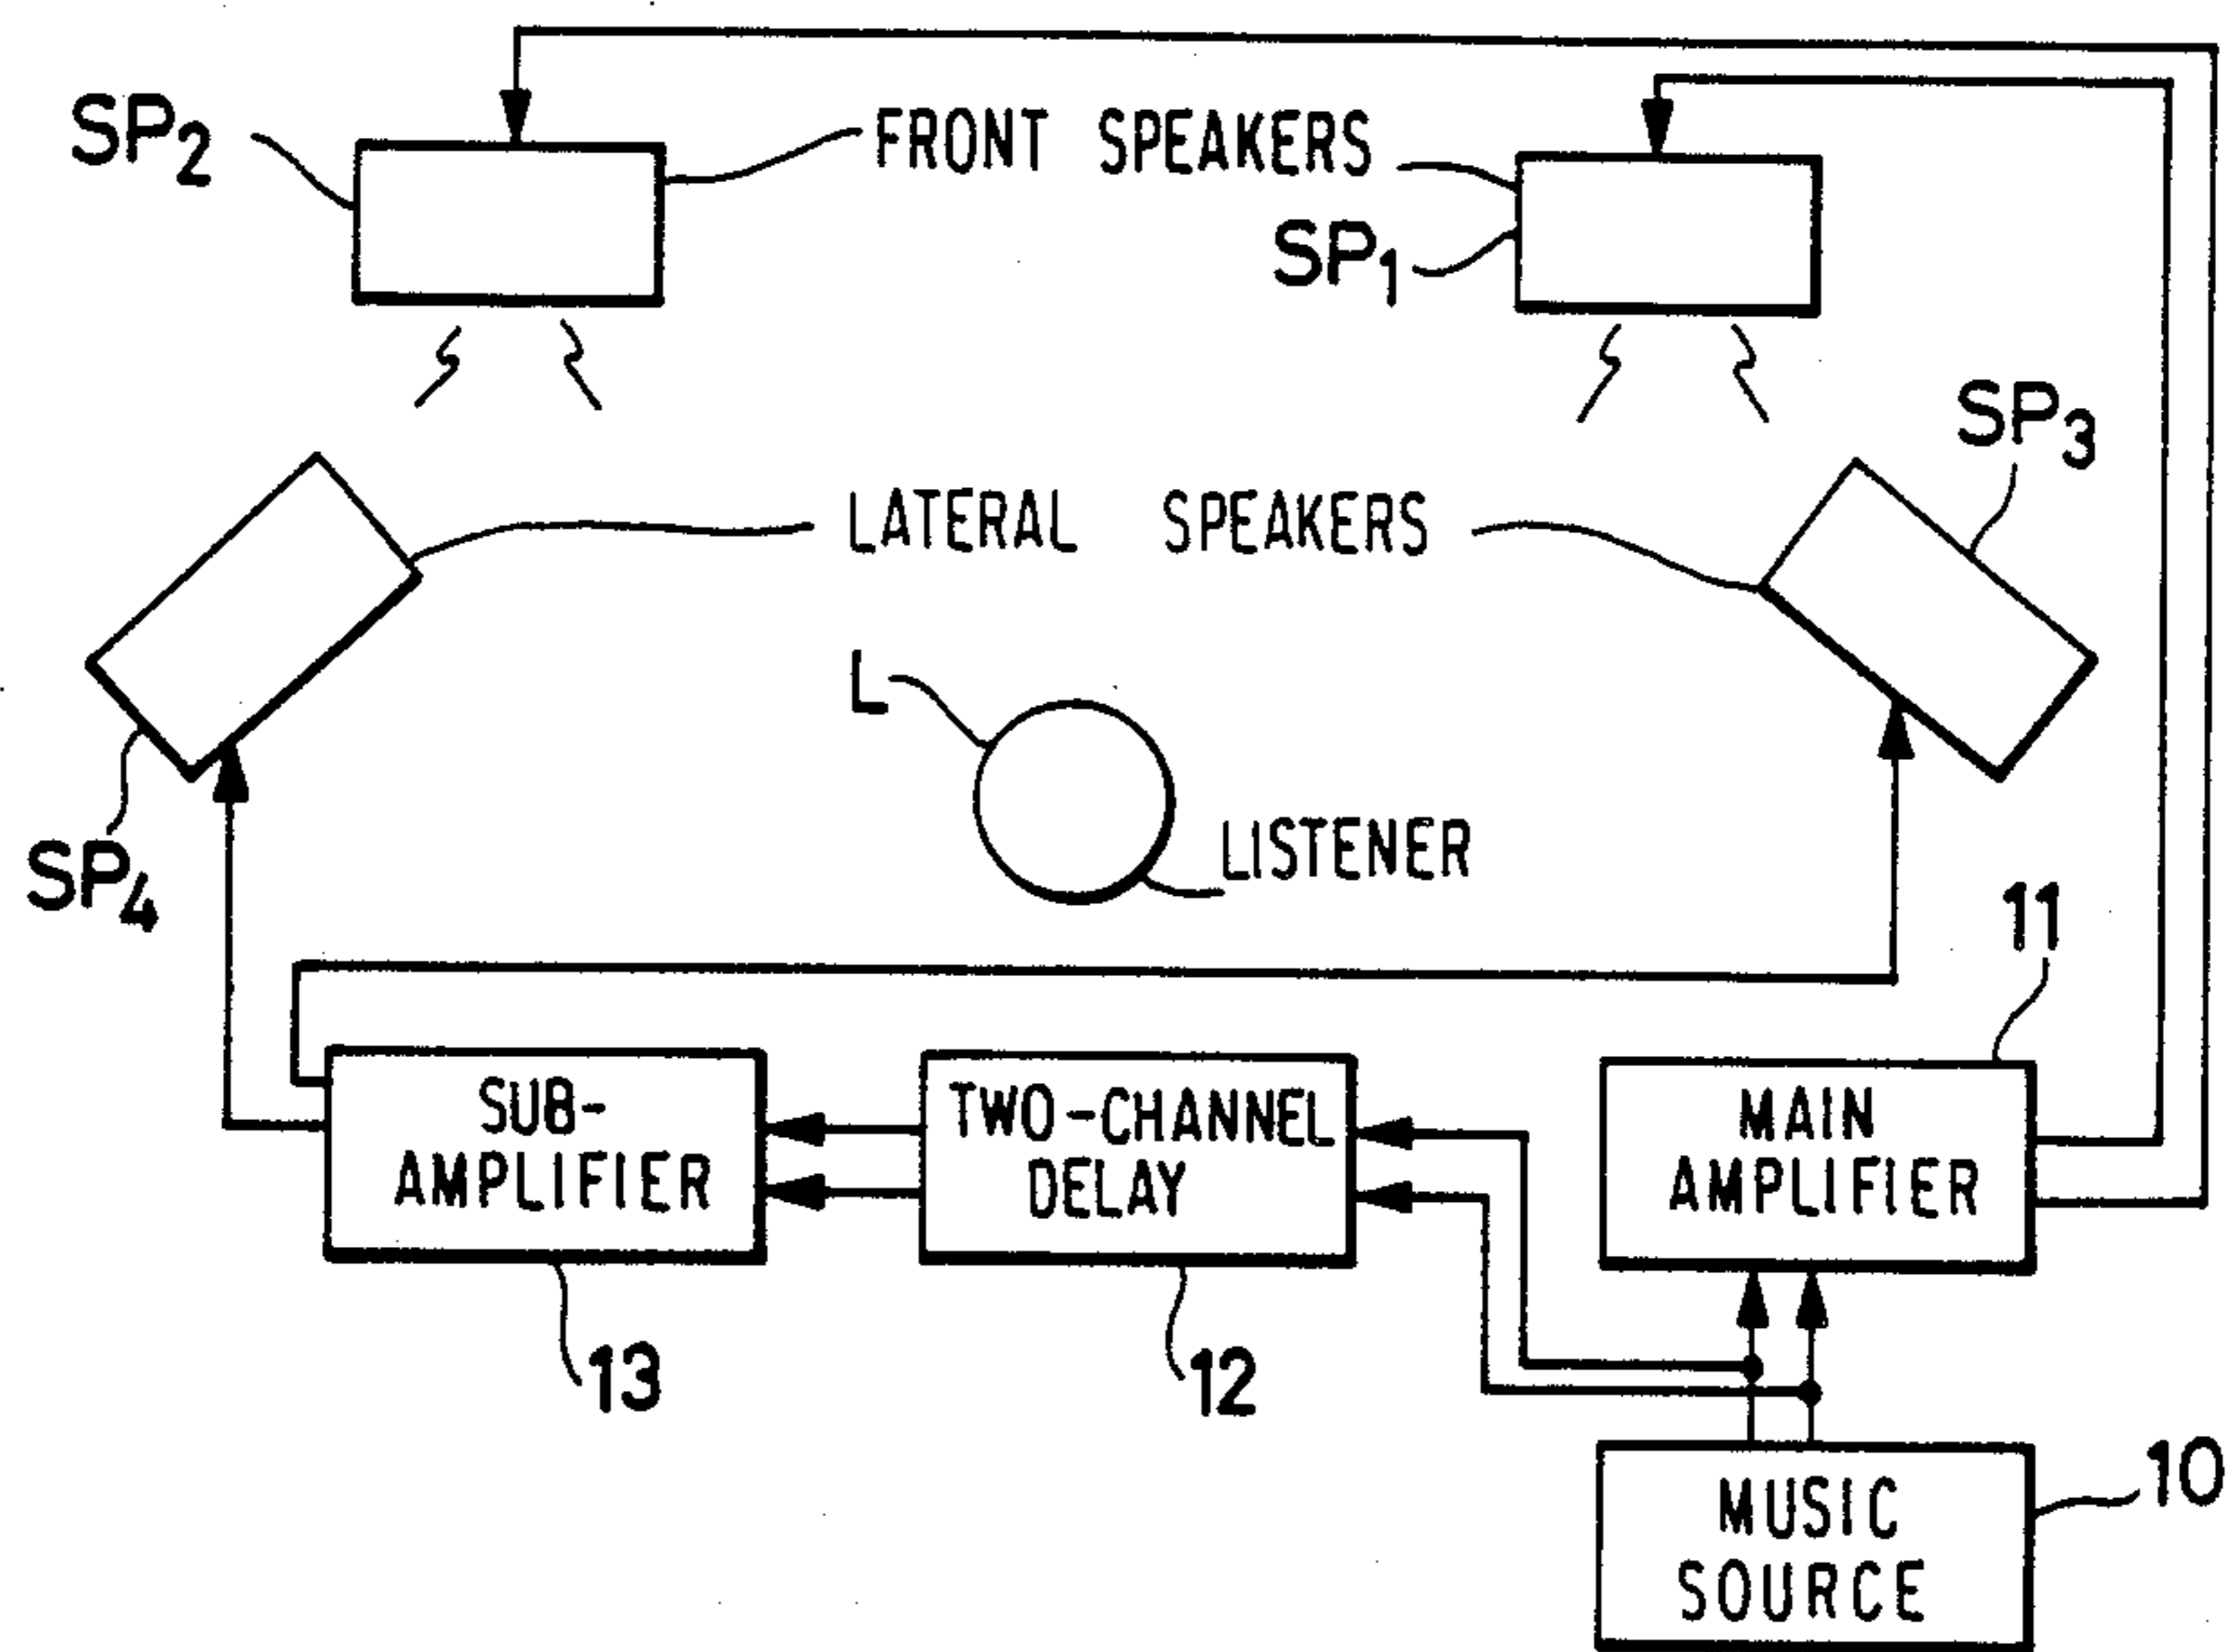 SP2
FRONT SPEAKERS
SP1
SP3
LATERAL SPEAKERS
L
LISTENER
SP4
11
SUB-
AMPLIFIER
TWO-CHANNEL
DELAY
MAIN
AMPLIFIER
13
12
10
MUSIC
SOURCE